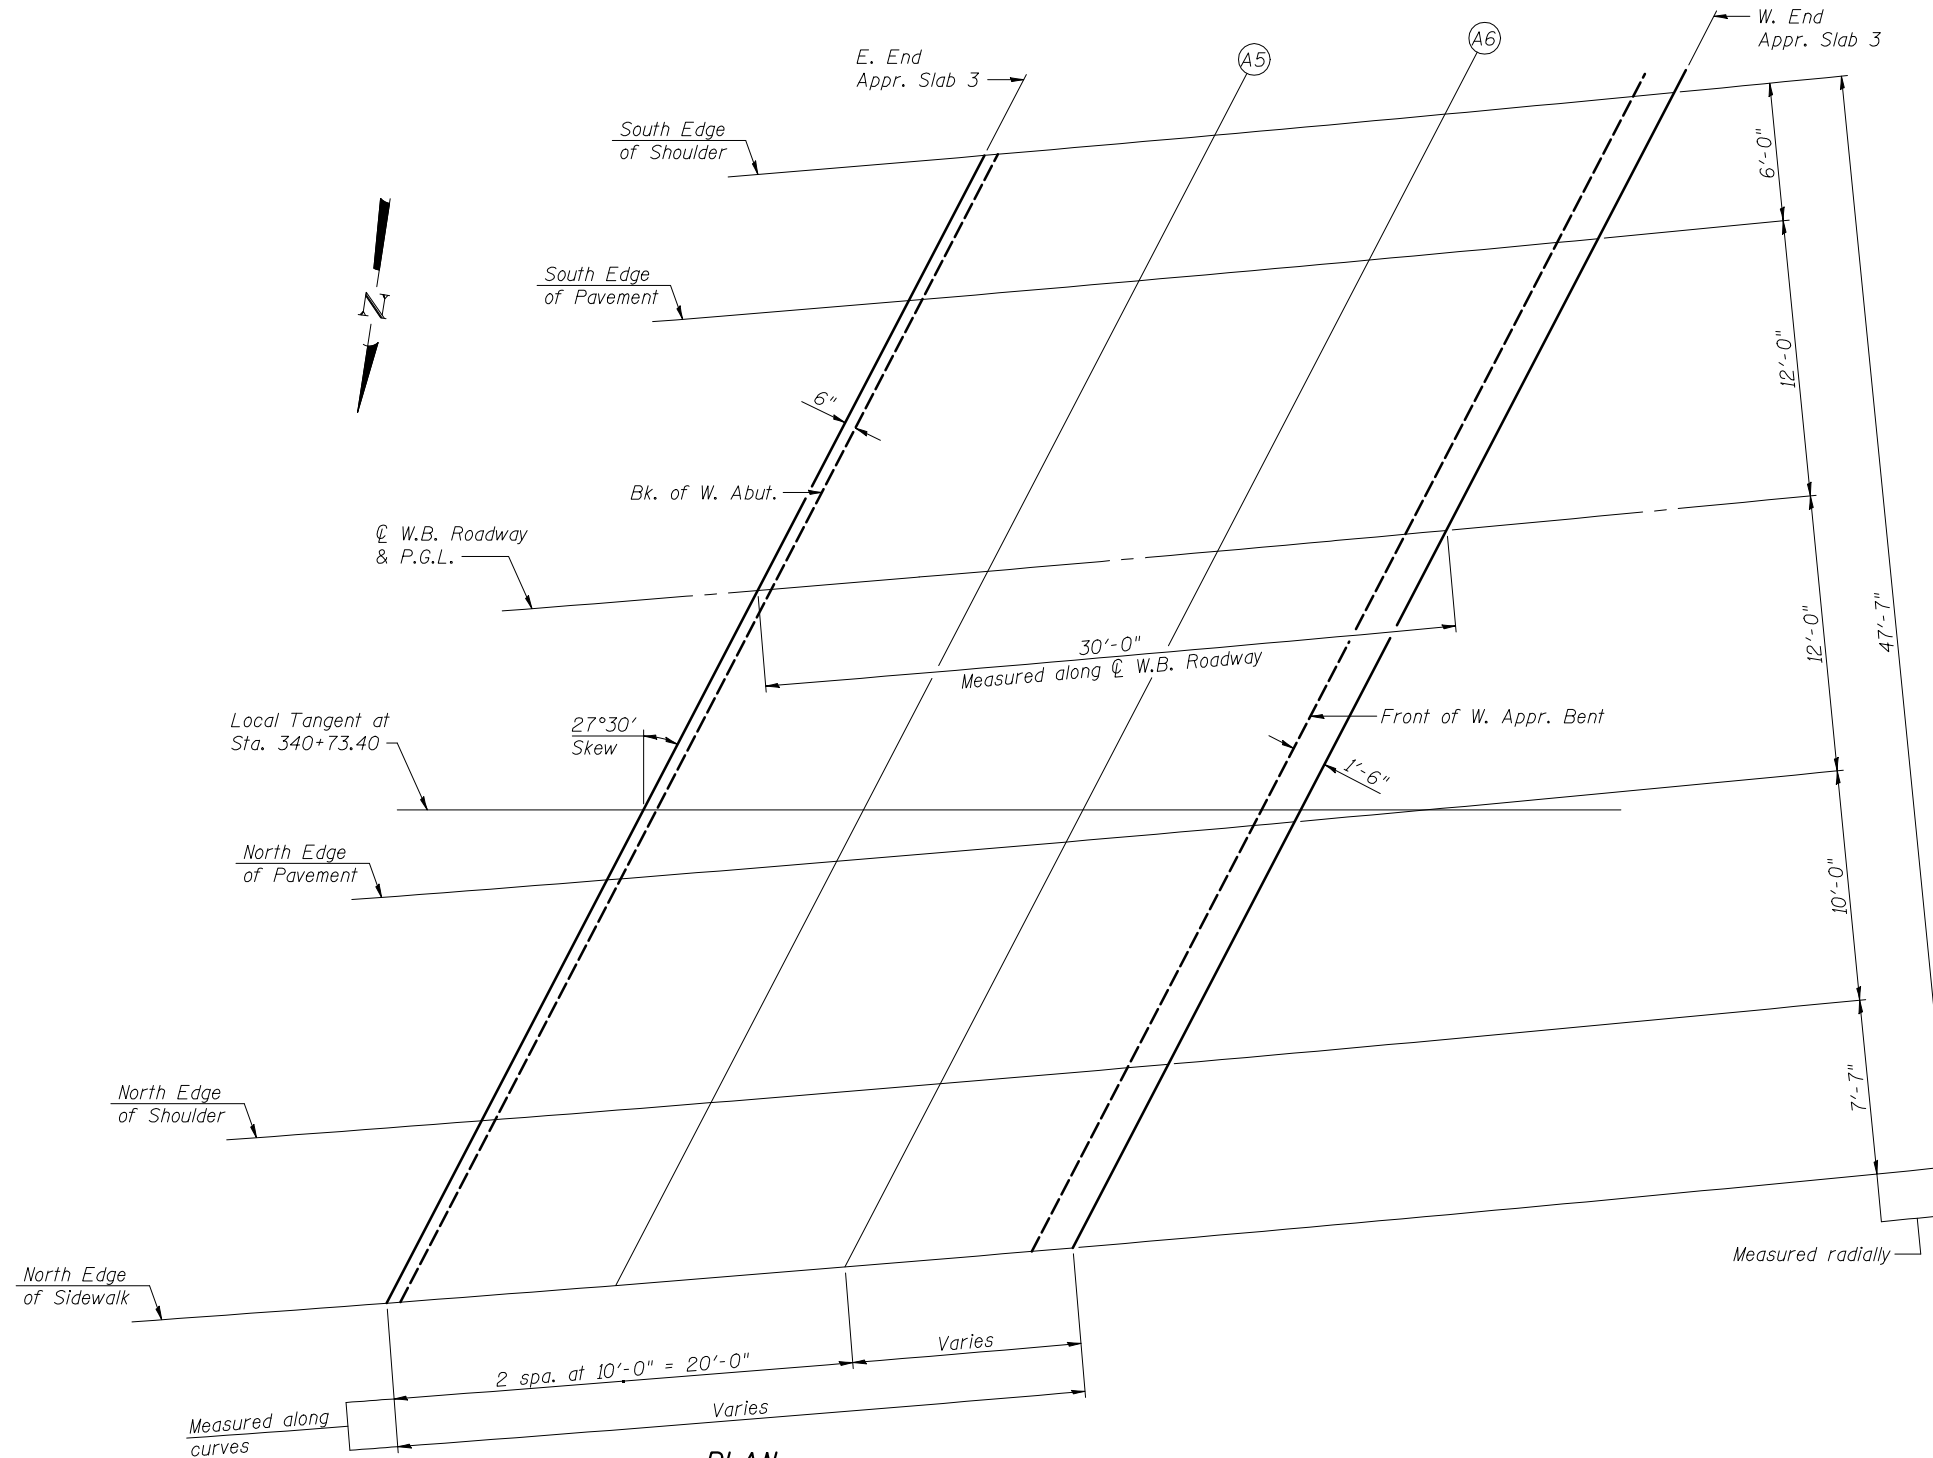 W. End
Appr. Slab 3
E. End
Appr. Slab 3
A5
A6
South Edge
of Shoulder
6'-0"
South Edge
of Pavement
N
12'-0"
6"
Bk. of W. Abut.
℄ W.B. Roadway
& P.G.L.
30'-0"
Measured along ℄ W.B. Roadway
12'-0"
47'-7"
Local Tangent at
Sta. 340+73.40
27°30'
Skew
Front of W. Appr. Bent
1'-6"
North Edge
of Pavement
10'-0"
North Edge
of Shoulder
7'-7"
Measured radially
North Edge
of Sidewalk
2 spa. at 10'-0" = 20'-0"
Varies
Varies
Measured along
curves
PLAN